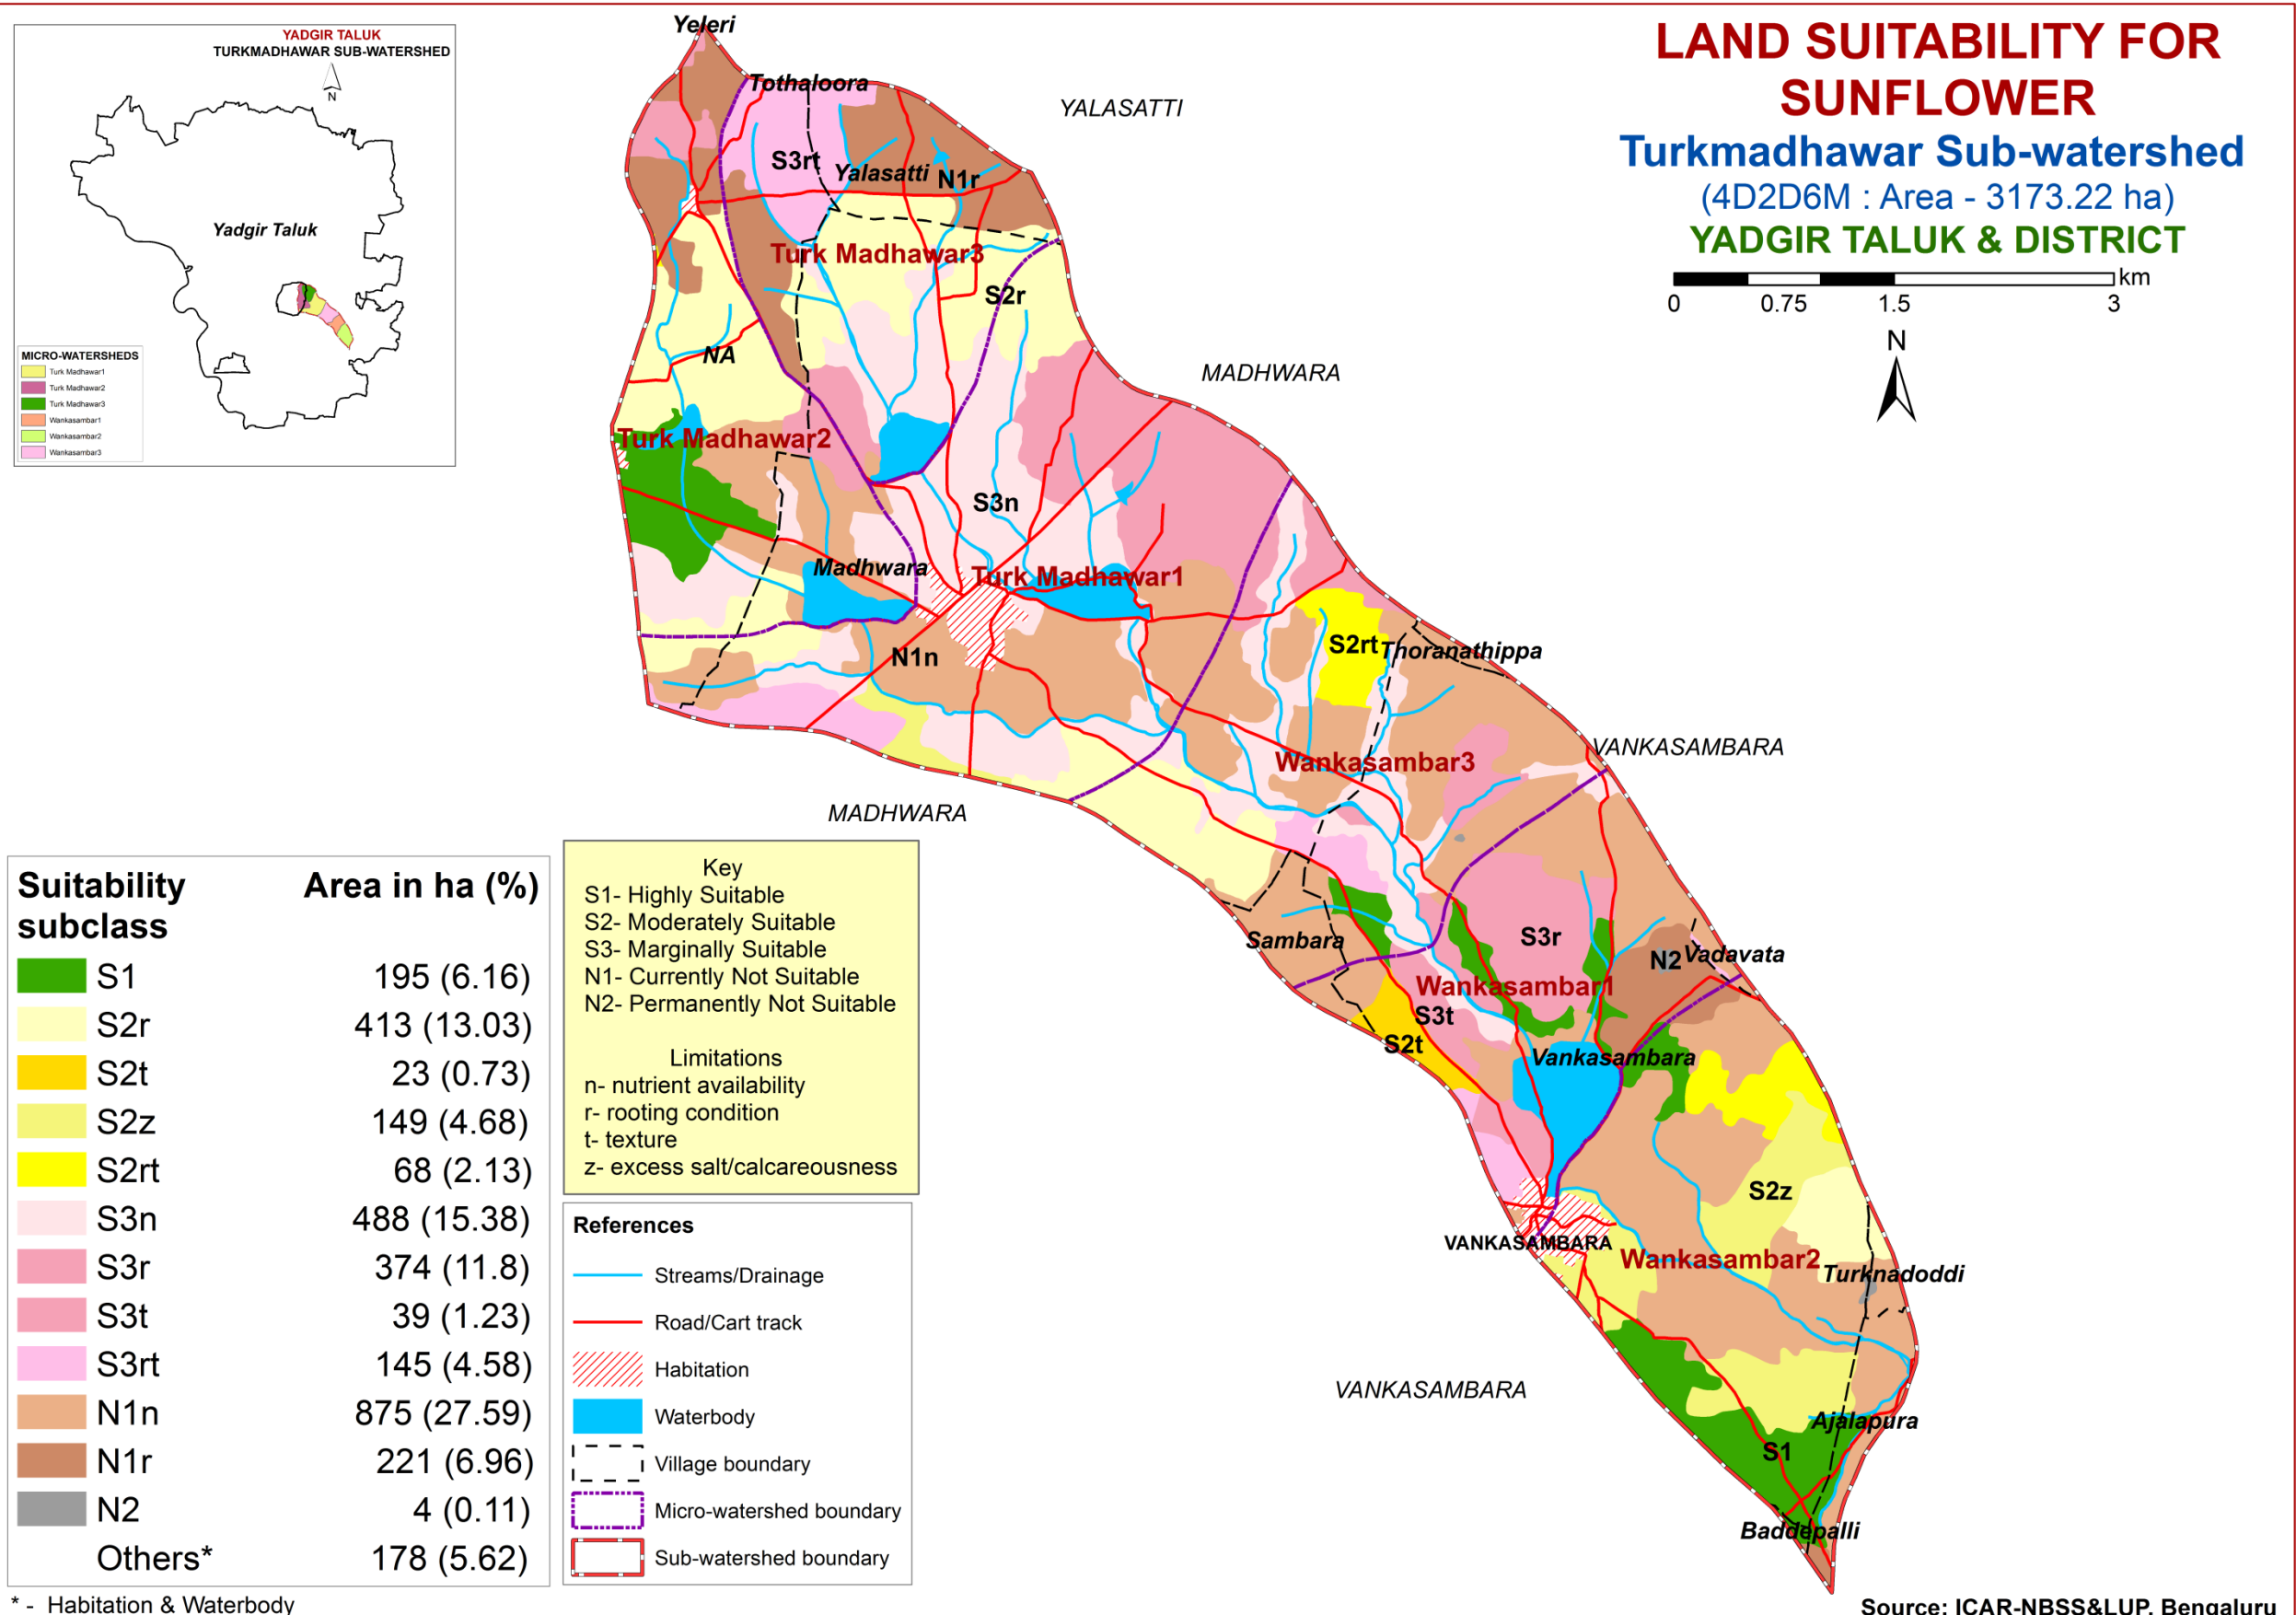 YADGIR TALUK
TURKMADHAWAR SUB-WATERSHED
N
Yadgir Taluk
MICRO-WATERSHEDS
Turk Madhawar1
Turk Madhawar2
Turk Madhawar3
Wankasambar1
Wankasambar2
Wankasambar3
LAND SUITABILITY FOR
SUNFLOWER
Turkmadhawar Sub-watershed
(4D2D6M : Area - 3173.22 ha)
YADGIR TALUK & DISTRICT
km
0 0.75 1.5 3
N
Yeleri
Tothaloora
YALASATTI
S3rt
Yalasatti
N1r
Turk Madhawar3
S2r
NA
MADHWARA
Turk Madhawar2
S3n
Madhwara
Turk Madhawar1
N1n
S2rt
Thoranathippa
VANKASAMBARA
Wankasambar3
MADHWARA
Sambara
S3r
N2
Vadavata
Wankasambar1
S3t
S2t
Vankasambara
S2z
VANKASAMBARA
Wankasambar2
Turknadoddi
VANKASAMBARA
Ajalapura
S1
Baddepalli
Suitability
subclass
Area in ha (%)
S1 195 (6.16)
S2r 413 (13.03)
S2t 23 (0.73)
S2z 149 (4.68)
S2rt 68 (2.13)
S3n 488 (15.38)
S3r 374 (11.8)
S3t 39 (1.23)
S3rt 145 (4.58)
N1n 875 (27.59)
N1r 221 (6.96)
N2 4 (0.11)
Others* 178 (5.62)
* - Habitation & Waterbody
Key
S1- Highly Suitable
S2- Moderately Suitable
S3- Marginally Suitable
N1- Currently Not Suitable
N2- Permanently Not Suitable
Limitations
n- nutrient availability
r- rooting condition
t- texture
z- excess salt/calcareousness
References
Streams/Drainage
Road/Cart track
Habitation
Waterbody
Village boundary
Micro-watershed boundary
Sub-watershed boundary
Source: ICAR-NBSS&LUP, Bengaluru